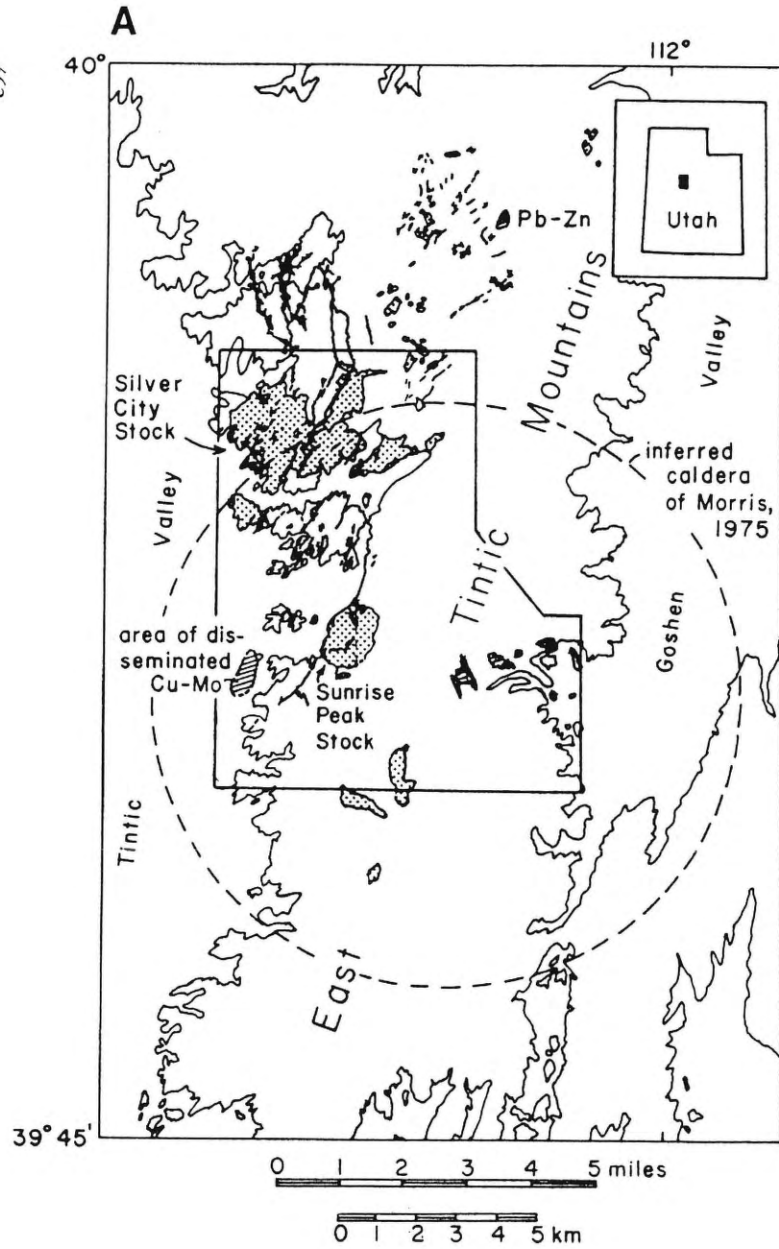 A
40°
112°
Pb-Zn
Utah
Mountains
Valley
Silver
City
Stock
inferred
caldera
of Morris,
1975
Valley
Tintic
Goshen
area of dis-
seminated
Cu-Mo
Sunrise
Peak
Stock
Tintic
East
39°45'
0 1 2 3 4 5 miles
0 1 2 3 4 5 km